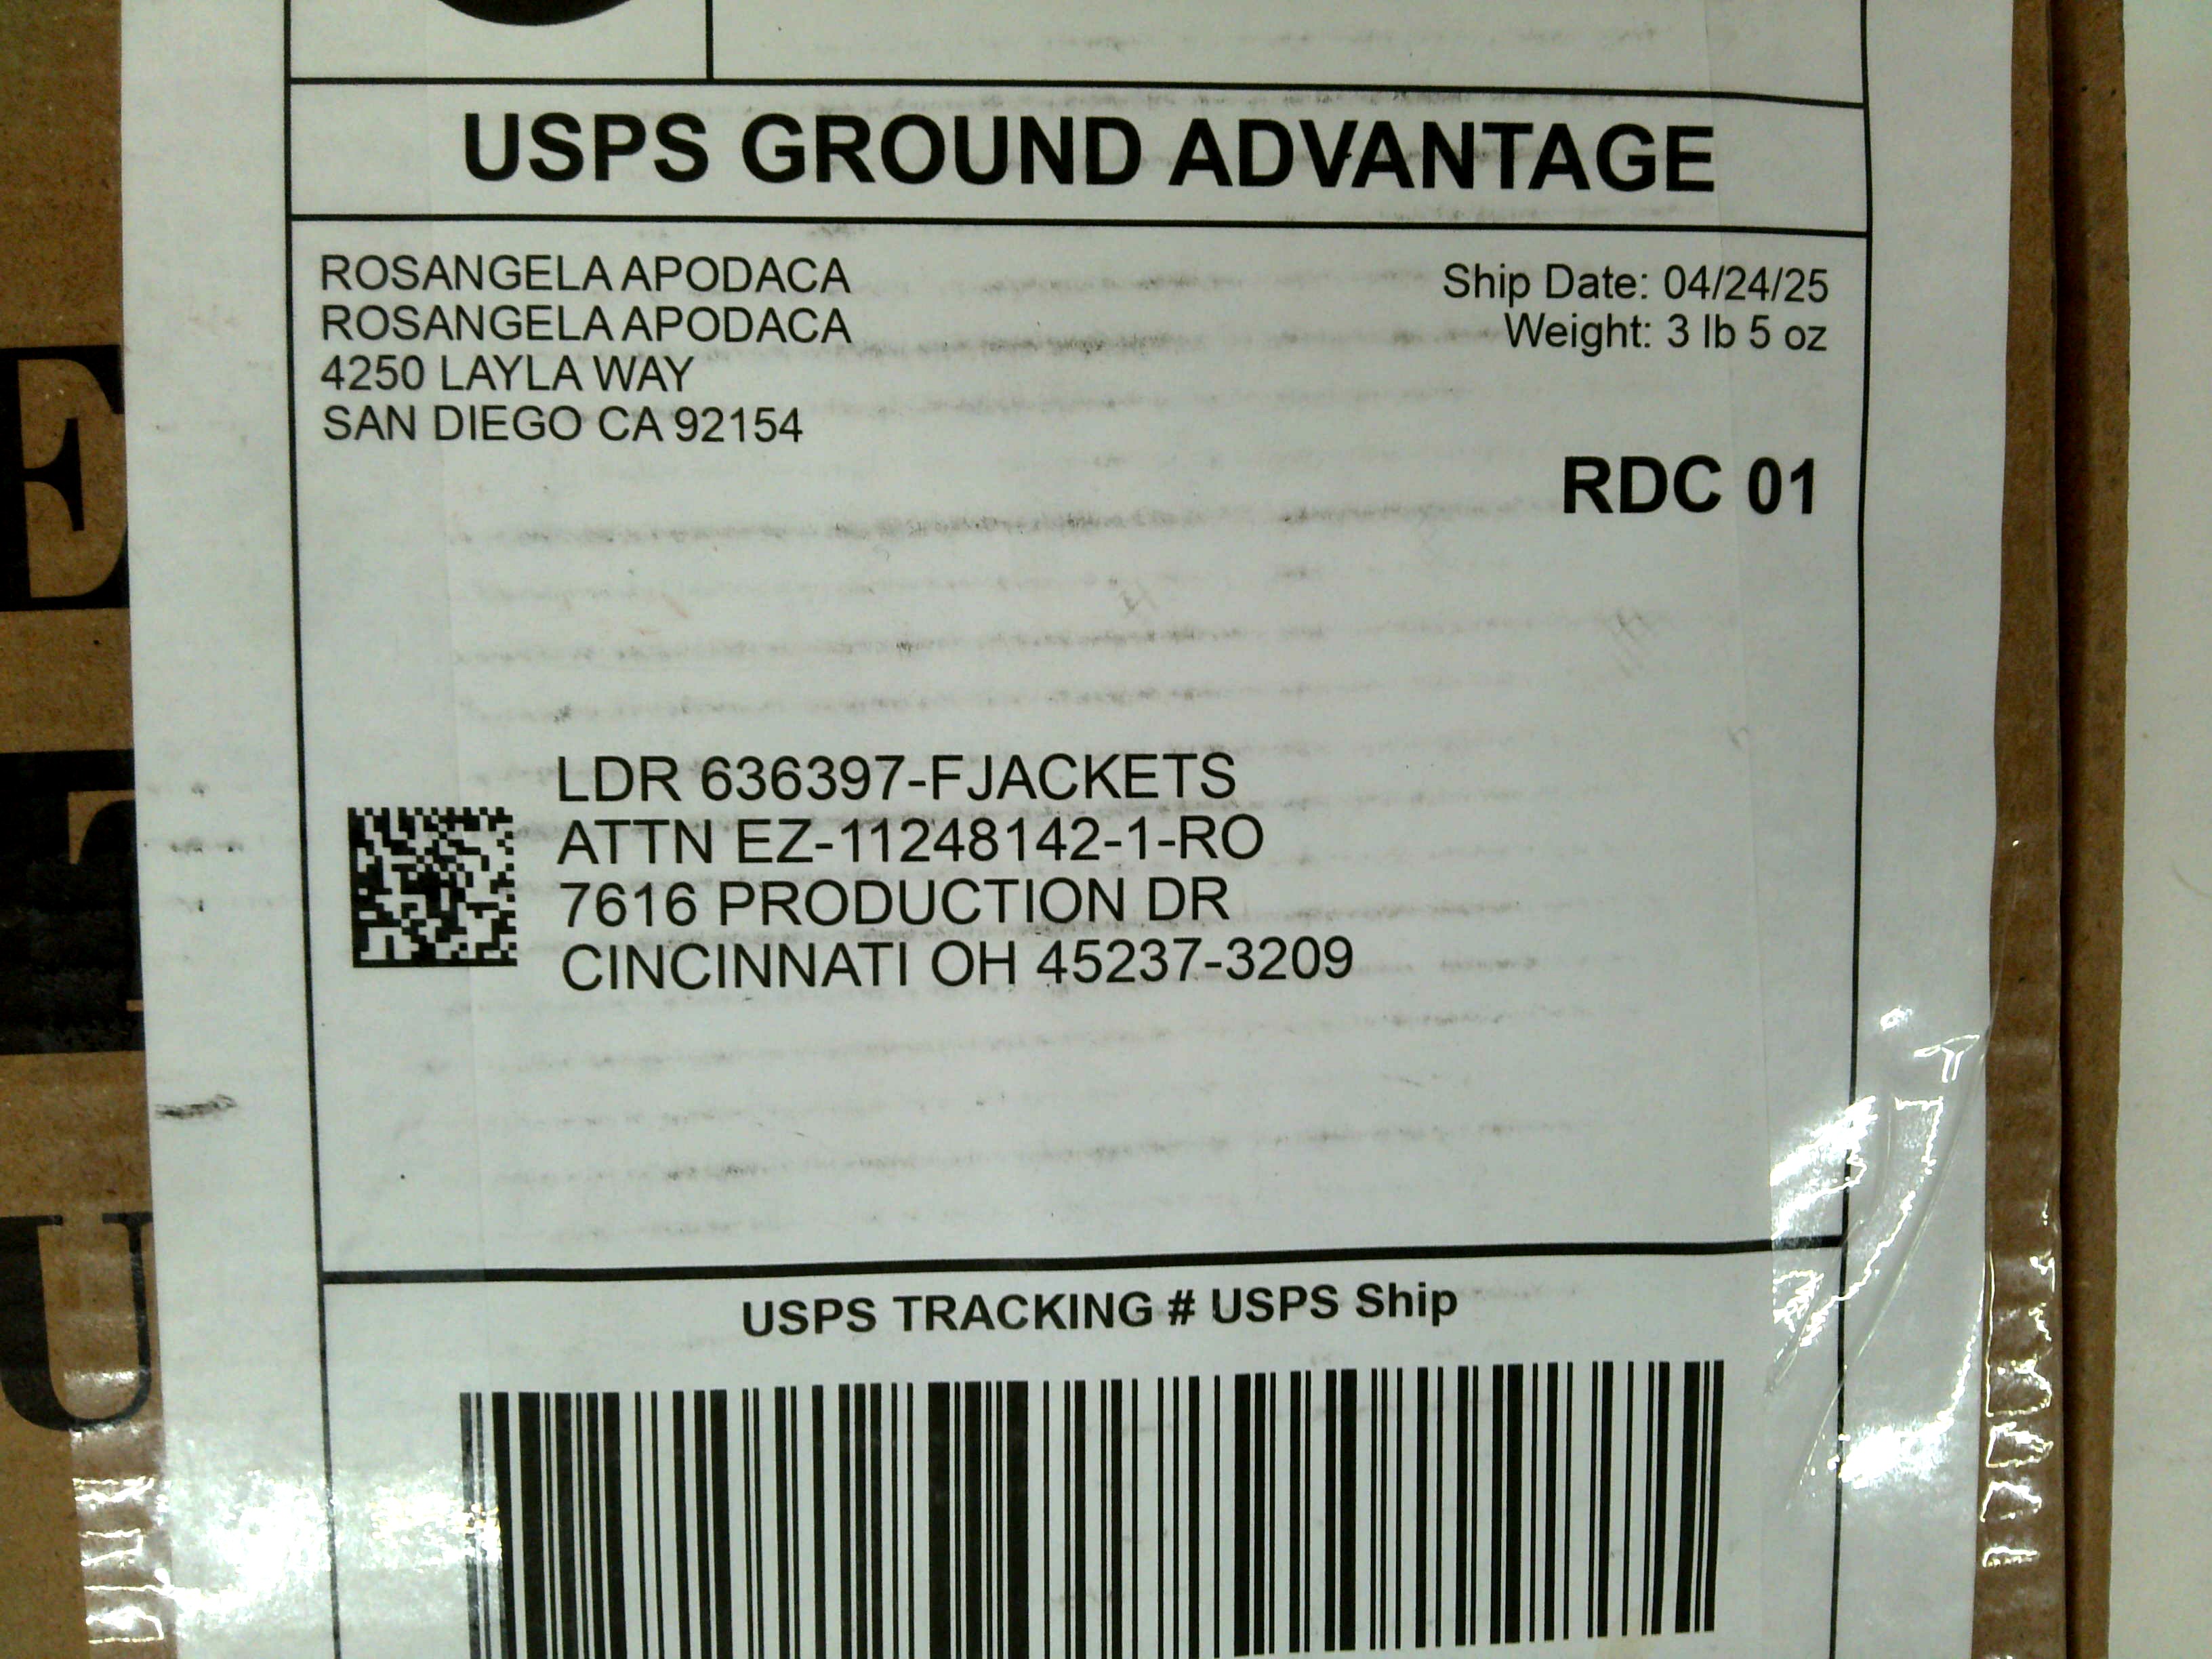 USPS GROUND ADVANTAGE
ROSANGELA APODACA
ROSANGELA APODACA
4250 LAYLA WAY
SAN DIEGO CA 92154
Ship Date: 04/24/25
Weight: 3 lb 5 oz
RDC 01
LDR 636397-FJACKETS
ATTN EZ-11248142-1-RO
7616 PRODUCTION DR
CINCINNATI OH 45237-3209
USPS TRACKING # USPS Ship
E
T
U